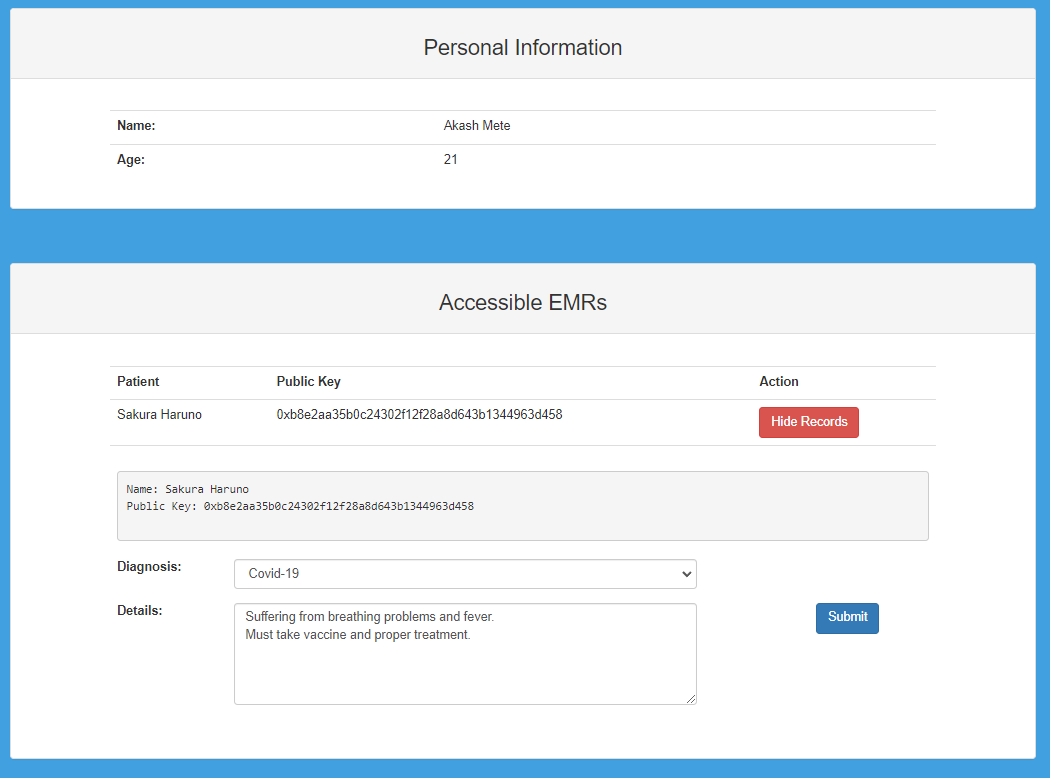 Personal Information
Name: Akash Mete
Age: 21
Accessible EMRs
Patient Public Key Action
Sakura Haruno 0xb8e2aa35b0c24302f12f28a8d643b1344963d458 Hide Records
Name: Sakura Haruno
Public Key: 0xb8e2aa35b0c24302f12f28a8d643b1344963d458
Diagnosis: Covid-19
Details: Suffering from breathing problems and fever. Submit
Must take vaccine and proper treatment.